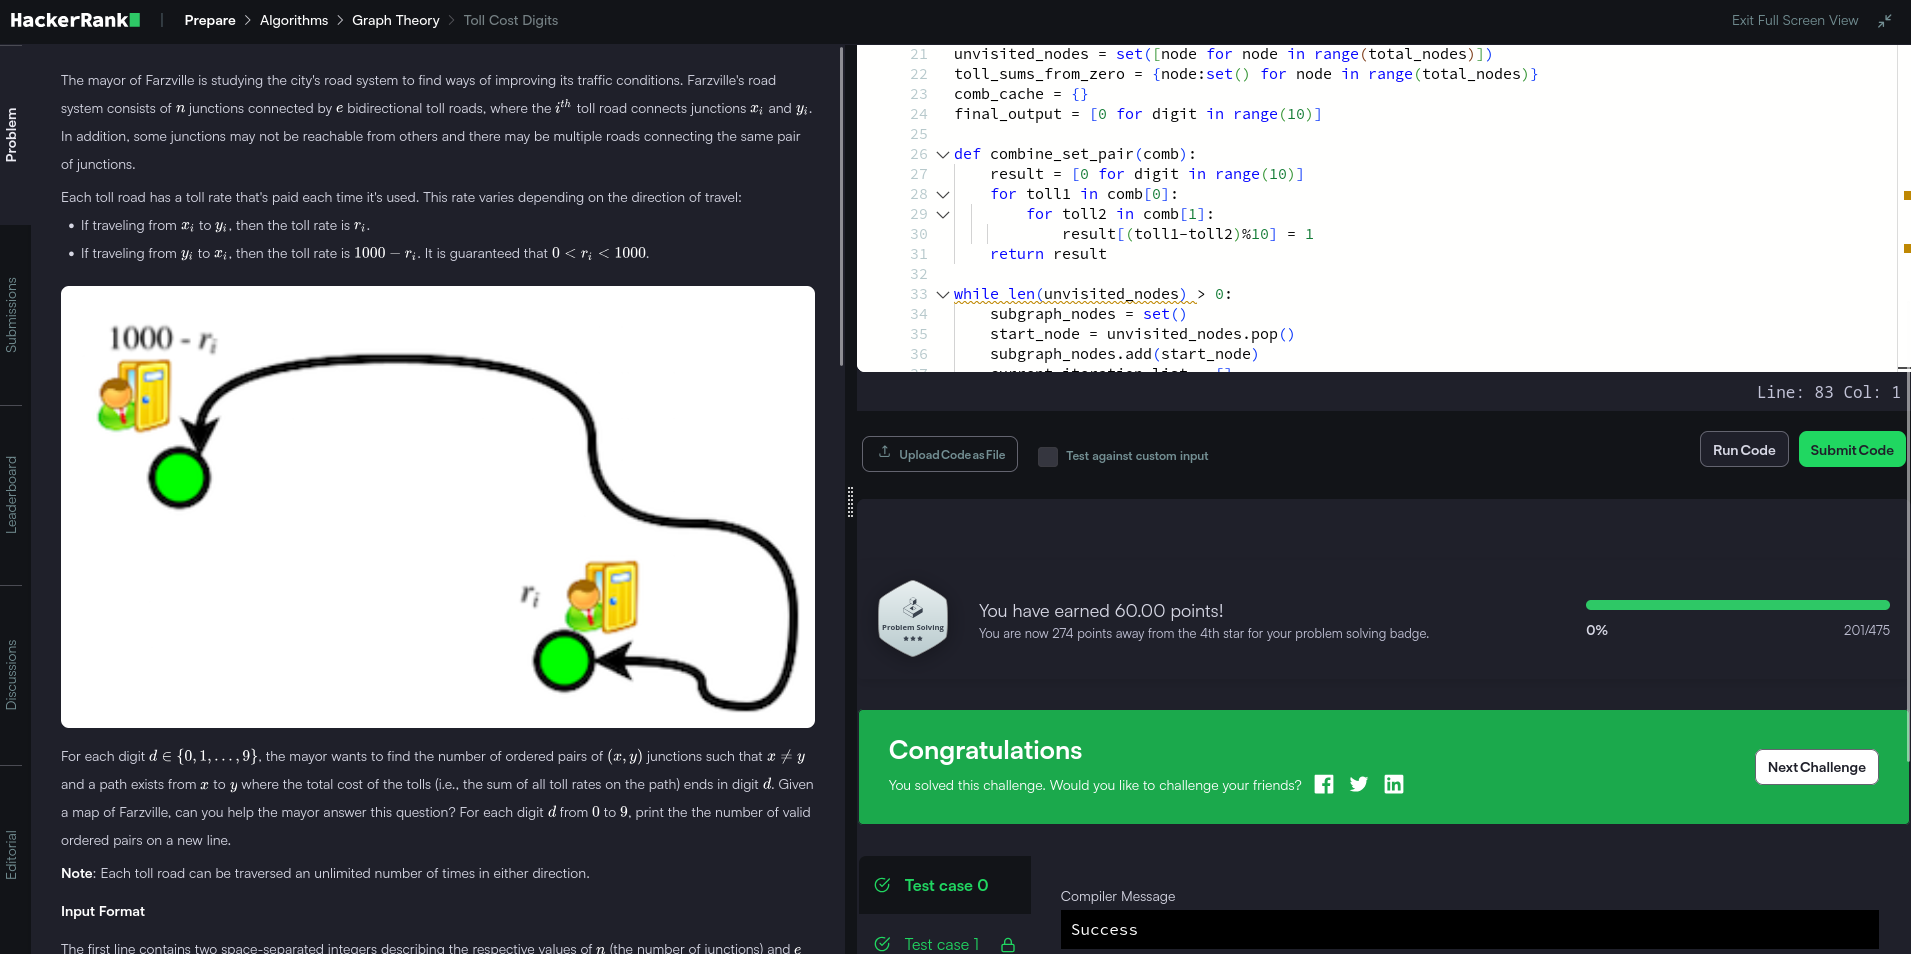 HackerRank | Prepare > Algorithms > Graph Theory > Toll Cost Digits Exit Full Screen View
Problem
Submissions
Leaderboard
Discussions
Editorial
The mayor of Farzville is studying the city's road system to find ways of improving its traffic conditions. Farzville's road
system consists of n junctions connected by e bidirectional toll roads, where the i^th toll road connects junctions x_i and y_i.
In addition, some junctions may not be reachable from others and there may be multiple roads connecting the same pair
of junctions.
Each toll road has a toll rate that's paid each time it's used. This rate varies depending on the direction of travel:
• If traveling from x_i to y_i, then the toll rate is r_i.
• If traveling from y_i to x_i, then the toll rate is 1000 − r_i. It is guaranteed that 0 < r_i < 1000.
1000 - r_i
r_i
For each digit d ∈ {0, 1, . . . , 9}, the mayor wants to find the number of ordered pairs of (x, y) junctions such that x ≠ y
and a path exists from x to y where the total cost of the tolls (i.e., the sum of all toll rates on the path) ends in digit d. Given
a map of Farzville, can you help the mayor answer this question? For each digit d from 0 to 9, print the the number of valid
ordered pairs on a new line.
Note: Each toll road can be traversed an unlimited number of times in either direction.
Input Format
The first line contains two space-separated integers describing the respective values of n (the number of junctions) and e
21 unvisited_nodes = set([node for node in range(total_nodes)])
22 toll_sums_from_zero = {node:set() for node in range(total_nodes)}
23 comb_cache = {}
24 final_output = [0 for digit in range(10)]
25
26 def combine_set_pair(comb):
27 result = [0 for digit in range(10)]
28 for toll1 in comb[0]:
29 for toll2 in comb[1]:
30 result[(toll1-toll2)%10] = 1
31 return result
32
33 while len(unvisited_nodes) > 0:
34 subgraph_nodes = set()
35 start_node = unvisited_nodes.pop()
36 subgraph_nodes.add(start_node)
Line: 83 Col: 1
Upload Code as File
Test against custom input
Run Code
Submit Code
Problem Solving
You have earned 60.00 points!
You are now 274 points away from the 4th star for your problem solving badge.
0% 201/475
Congratulations
You solved this challenge. Would you like to challenge your friends?
Next Challenge
Test case 0
Test case 1
Compiler Message
Success